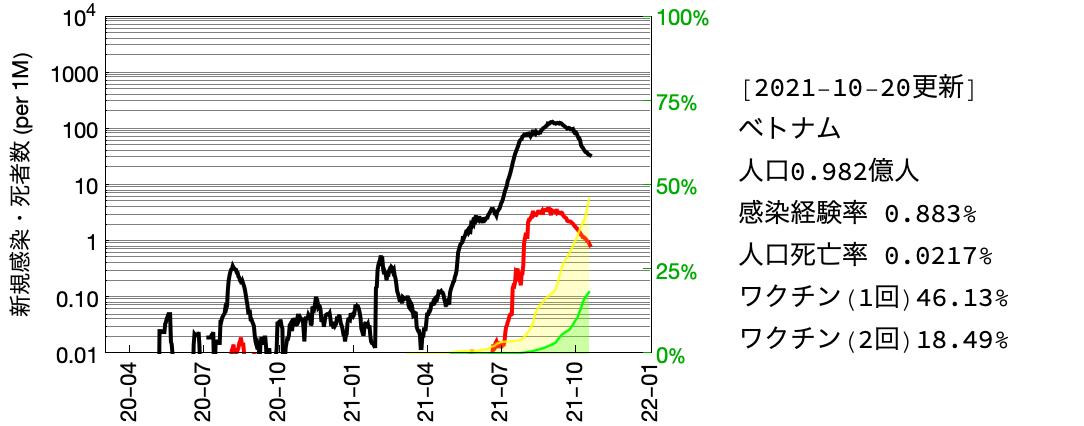 新規感染・死者数 (per 1M)
10^4
1000
100
10
1
0.10
0.01
100%
75%
50%
25%
0%
20-04
20-07
20-10
21-01
21-04
21-07
21-10
22-01
[2021-10-20更新]
ベトナム
人口0.982億人
感染経験率 0.883%
人口死亡率 0.0217%
ワクチン(1回)46.13%
ワクチン(2回)18.49%